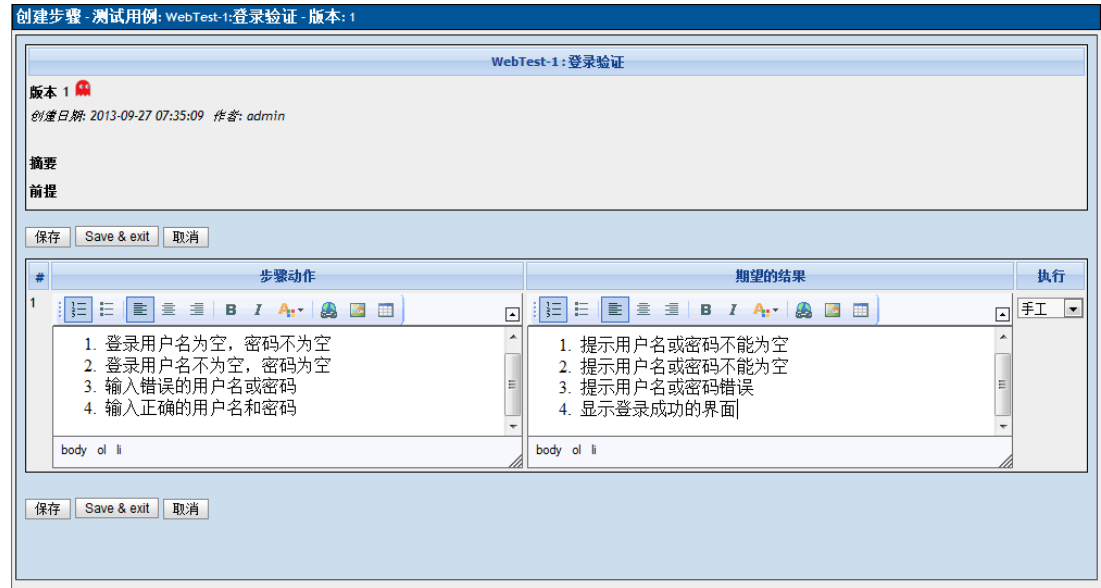 创建步骤 - 测试用例: WebTest-1:登录验证 - 版本: 1
WebTest-1:登录验证
版本 1
创建日期: 2013-09-27 07:35:09 作者: admin
摘要
前提
保存 Save & exit 取消
# 步骤动作 期望的结果 执行
1 B I A B I A 手工
1. 登录用户名为空，密码不为空
2. 登录用户名不为空，密码为空
3. 输入错误的用户名或密码
4. 输入正确的用户名和密码
1. 提示用户名或密码不能为空
2. 提示用户名或密码不能为空
3. 提示用户名或密码错误
4. 显示登录成功的界面
body ol li body ol li
保存 Save & exit 取消